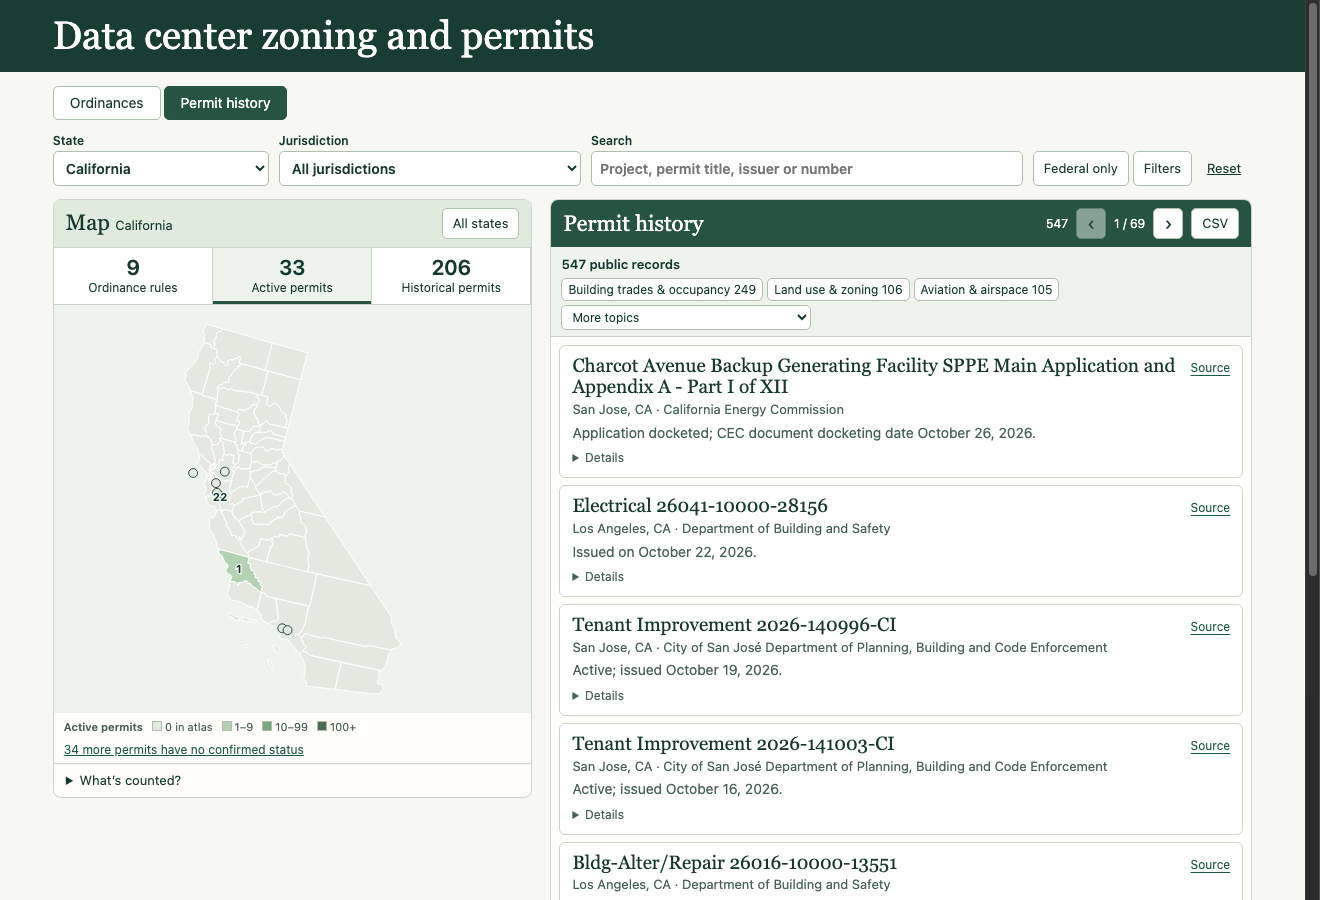 Data center zoning and permits
Ordinances
Permit history
State
Jurisdiction
Search
California
All jurisdictions
Project, permit title, issuer or number
Federal only
Filters
Reset
Map California
All states
9
Ordinance rules
33
Active permits
206
Historical permits
22
1
Active permits 0 in atlas 1–9 10–99 100+
34 more permits have no confirmed status
▶ What's counted?
Permit history
547 ‹ 1 / 69 › CSV
547 public records
Building trades & occupancy 249
Land use & zoning 106
Aviation & airspace 105
More topics
Charcot Avenue Backup Generating Facility SPPE Main Application and
Appendix A - Part I of XII
Source
San Jose, CA · California Energy Commission
Application docketed; CEC document docketing date October 26, 2026.
▶ Details
Electrical 26041-10000-28156
Source
Los Angeles, CA · Department of Building and Safety
Issued on October 22, 2026.
▶ Details
Tenant Improvement 2026-140996-CI
Source
San Jose, CA · City of San José Department of Planning, Building and Code Enforcement
Active; issued October 19, 2026.
▶ Details
Tenant Improvement 2026-141003-CI
Source
San Jose, CA · City of San José Department of Planning, Building and Code Enforcement
Active; issued October 16, 2026.
▶ Details
Bldg-Alter/Repair 26016-10000-13551
Source
Los Angeles, CA · Department of Building and Safety